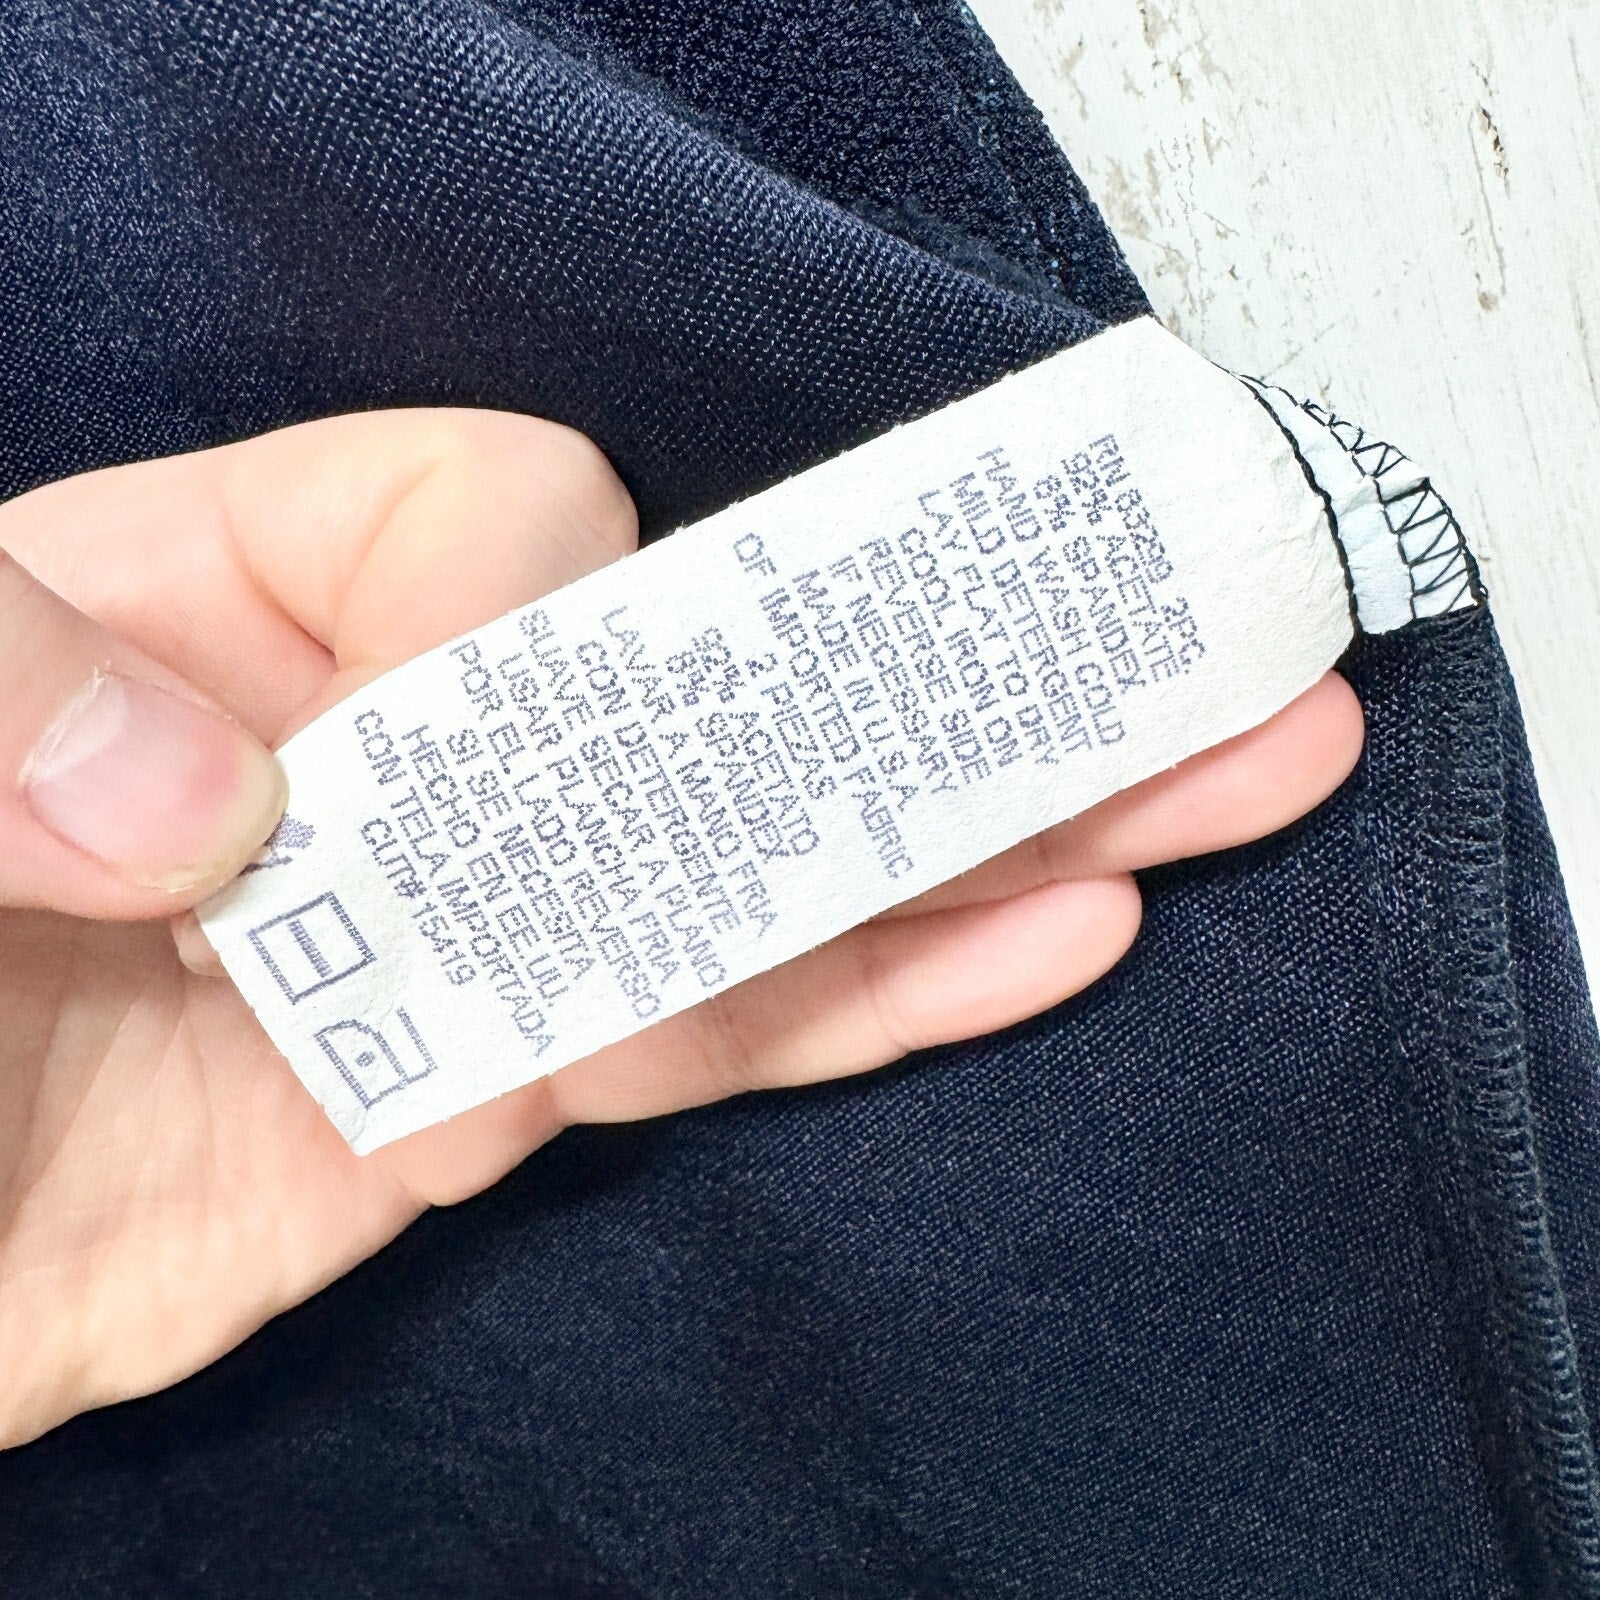 RN 83299 2PC
92% ACETATE
8% SPANDEX
HAND WASH COLD
MILD DETERGENT
LAY FLAT TO DRY
COOL IRON ON
REVERSE SIDE
IF NECESSARY
MADE IN U.S.A.
OF IMPORTED FABRIC
2 PIEZAS
92% ACETATO
8% SPANDEX
LAVAR A MANO FRIA
CON DETERGENTE
SUAVE SECAR A PLANO
USAR PLANCHA FRIA
POR EL LADO REVERSO
SI SE NECESITA
HECHO EN EE.UU.
CON TELA IMPORTADA
CUT# 15419